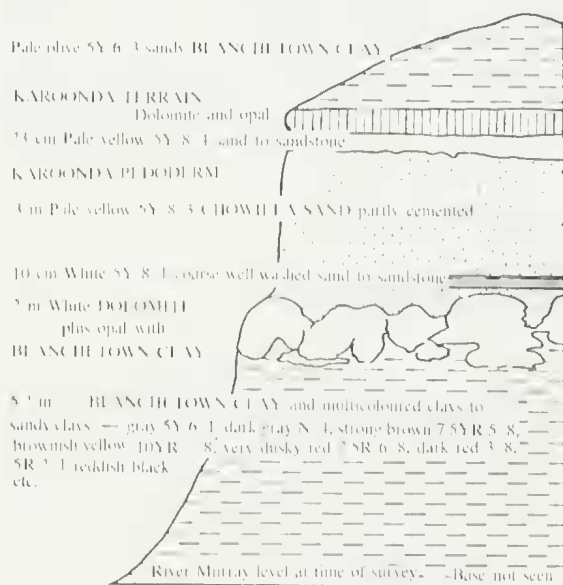 Pale olive 5Y 6/3 sandy BLANCHETOWN CLAY
KAROONDA TERRAIN
Dolomite and opal
23 cm Pale yellow 5Y 8/4 sand to sandstone
KAROONDA PEDODERM
3 m Pale yellow 5Y 8/3 CHOWILLA SAND partly cemented
10 cm White 5Y 8/1 coarse well washed sand to sandstone
2 m White DOLOMITE
plus opal with
BLANCHETOWN CLAY
m BLANCHETOWN CLAY and multicoloured clays to
sandy clays — gray 5Y 6/1, dark gray N 4, strong brown 7.5YR 5/8,
brownish yellow 10YR 8, very dusky red 6/8, dark red 3/8,
5R 2/1 reddish black
etc.
River Murray level at time of survey. -Base not seen